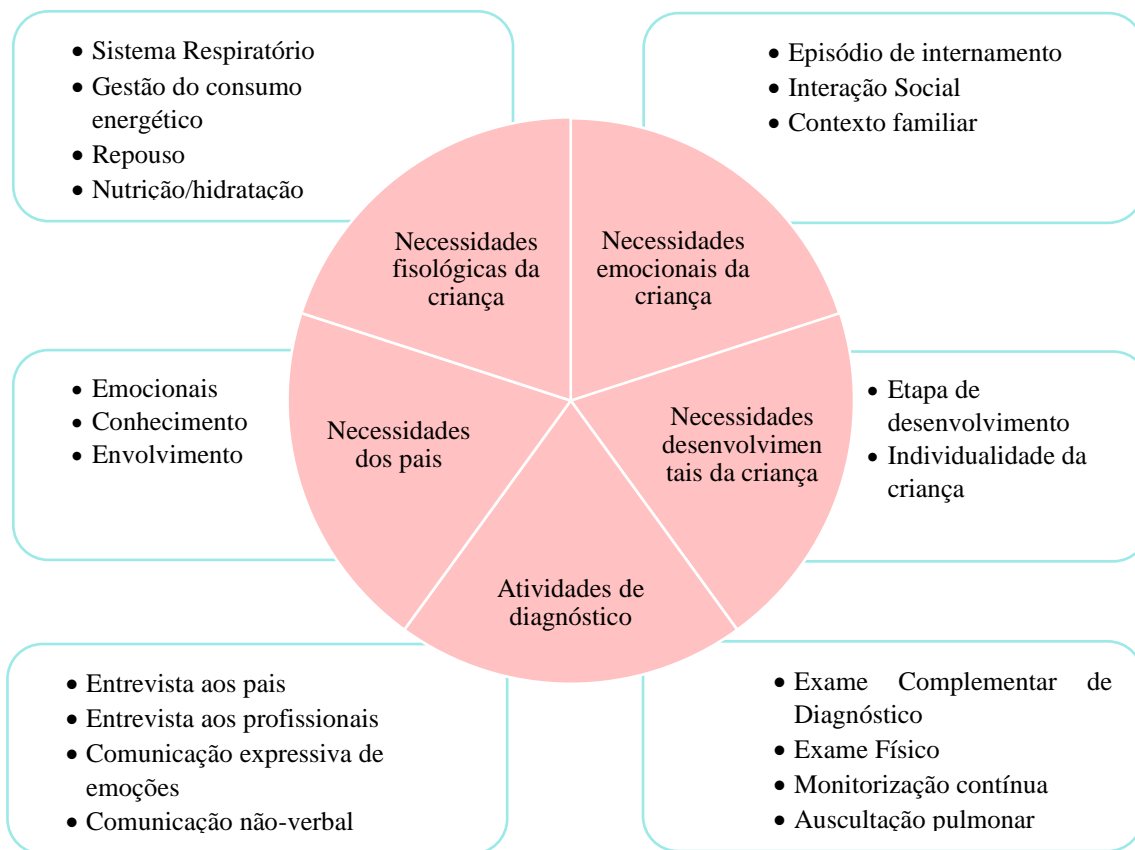 • Sistema Respiratório
• Gestão do consumo
energético
• Repouso
• Nutrição/hidratação
• Episódio de internamento
• Interação Social
• Contexto familiar
Necessidades
fisológicas da
criança
Necessidades
emocionais da
criança
• Emocionais
• Conhecimento
• Envolvimento
Necessidades
dos pais
Necessidades
desenvolvimen
tais da criança
• Etapa de
desenvolvimento
• Individualidade da
criança
Atividades de
diagnóstico
• Entrevista aos pais
• Entrevista aos profissionais
• Comunicação expressiva de
emoções
• Comunicação não-verbal
• Exame Complementar de
Diagnóstico
• Exame Físico
• Monitorização contínua
• Auscultação pulmonar